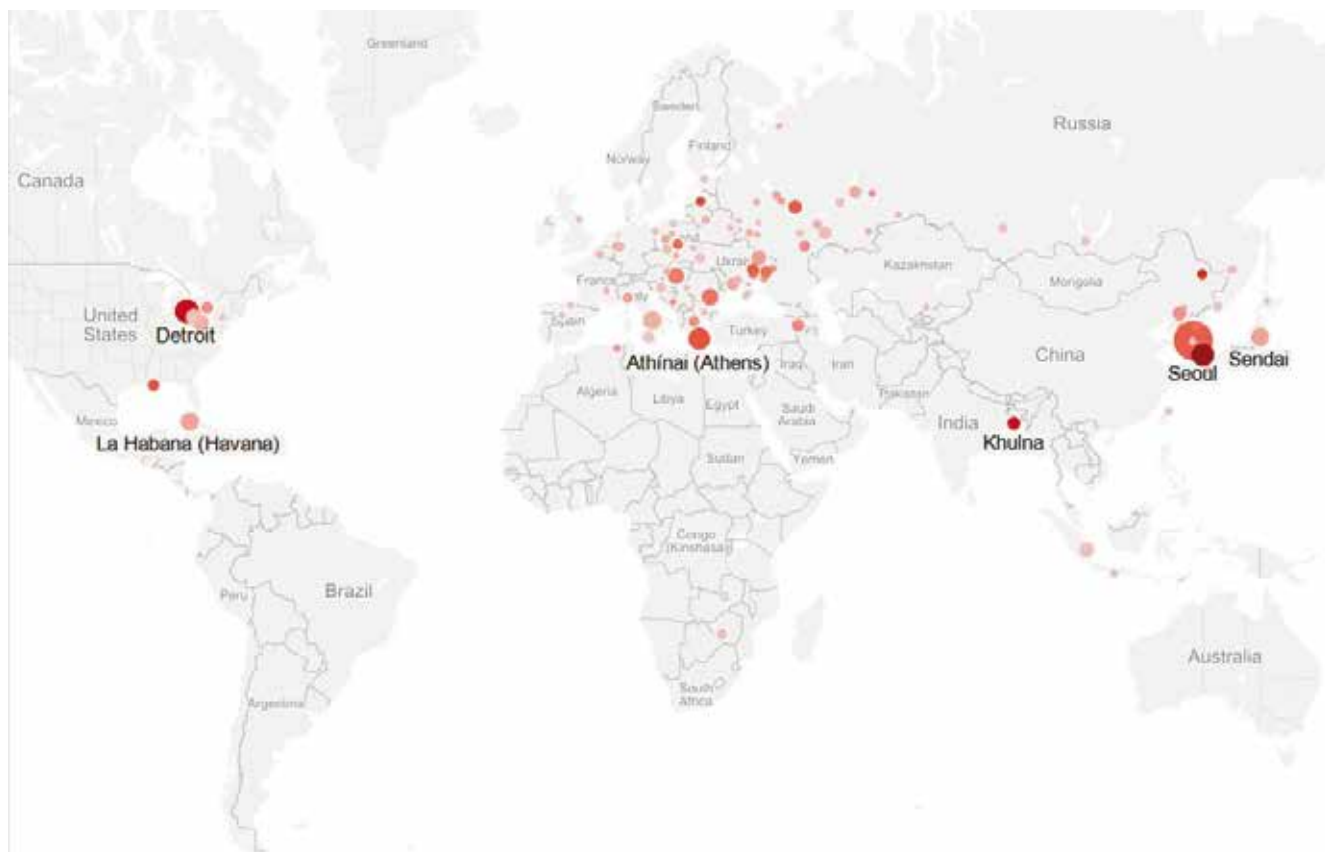 Greenland
Sweden
Russia
Finland
Norway
Canada
Ukrai
Kazakhstan
France
Mongolia
United
States
Spain
Turkey
Detroit
China
Sendai
Athínai (Athens)
Iraq
Iran
Seoul
Algeria
Libya
Egypt
Pakistan
Saudi
Arabia
Mexico
India
La Habana (Havana)
Khulna
Sudan
Yemen
Congo
(Kinshasa)
Peru
Brazil
Australia
South
Africa
Argentina